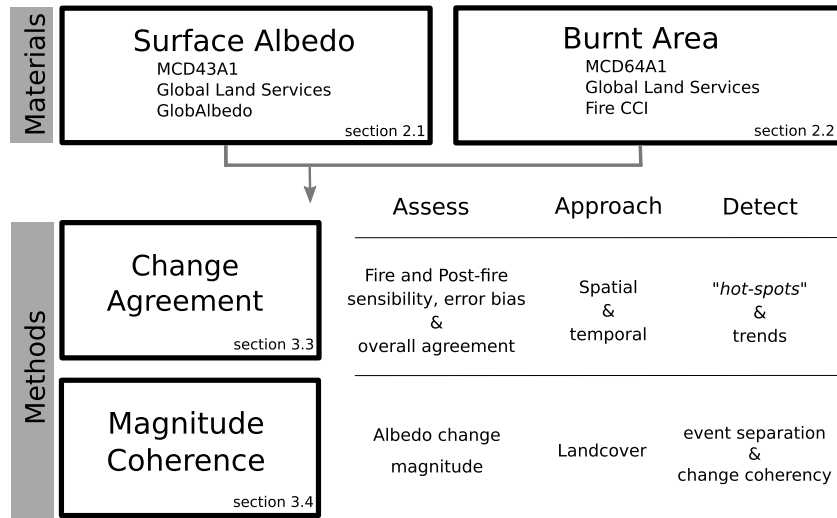 Materials
Surface Albedo
MCD43A1
Global Land Services
GlobAlbedo
section 2.1
Burnt Area
MCD64A1
Global Land Services
Fire CCI
section 2.2
Methods
Assess
Approach
Detect
Change
Agreement
section 3.3
Fire and Post-fire
sensibility, error bias
&
overall agreement
Spatial
&
temporal
"hot-spots"
&
trends
Magnitude
Coherence
section 3.4
Albedo change
magnitude
Landcover
event separation
&
change coherency